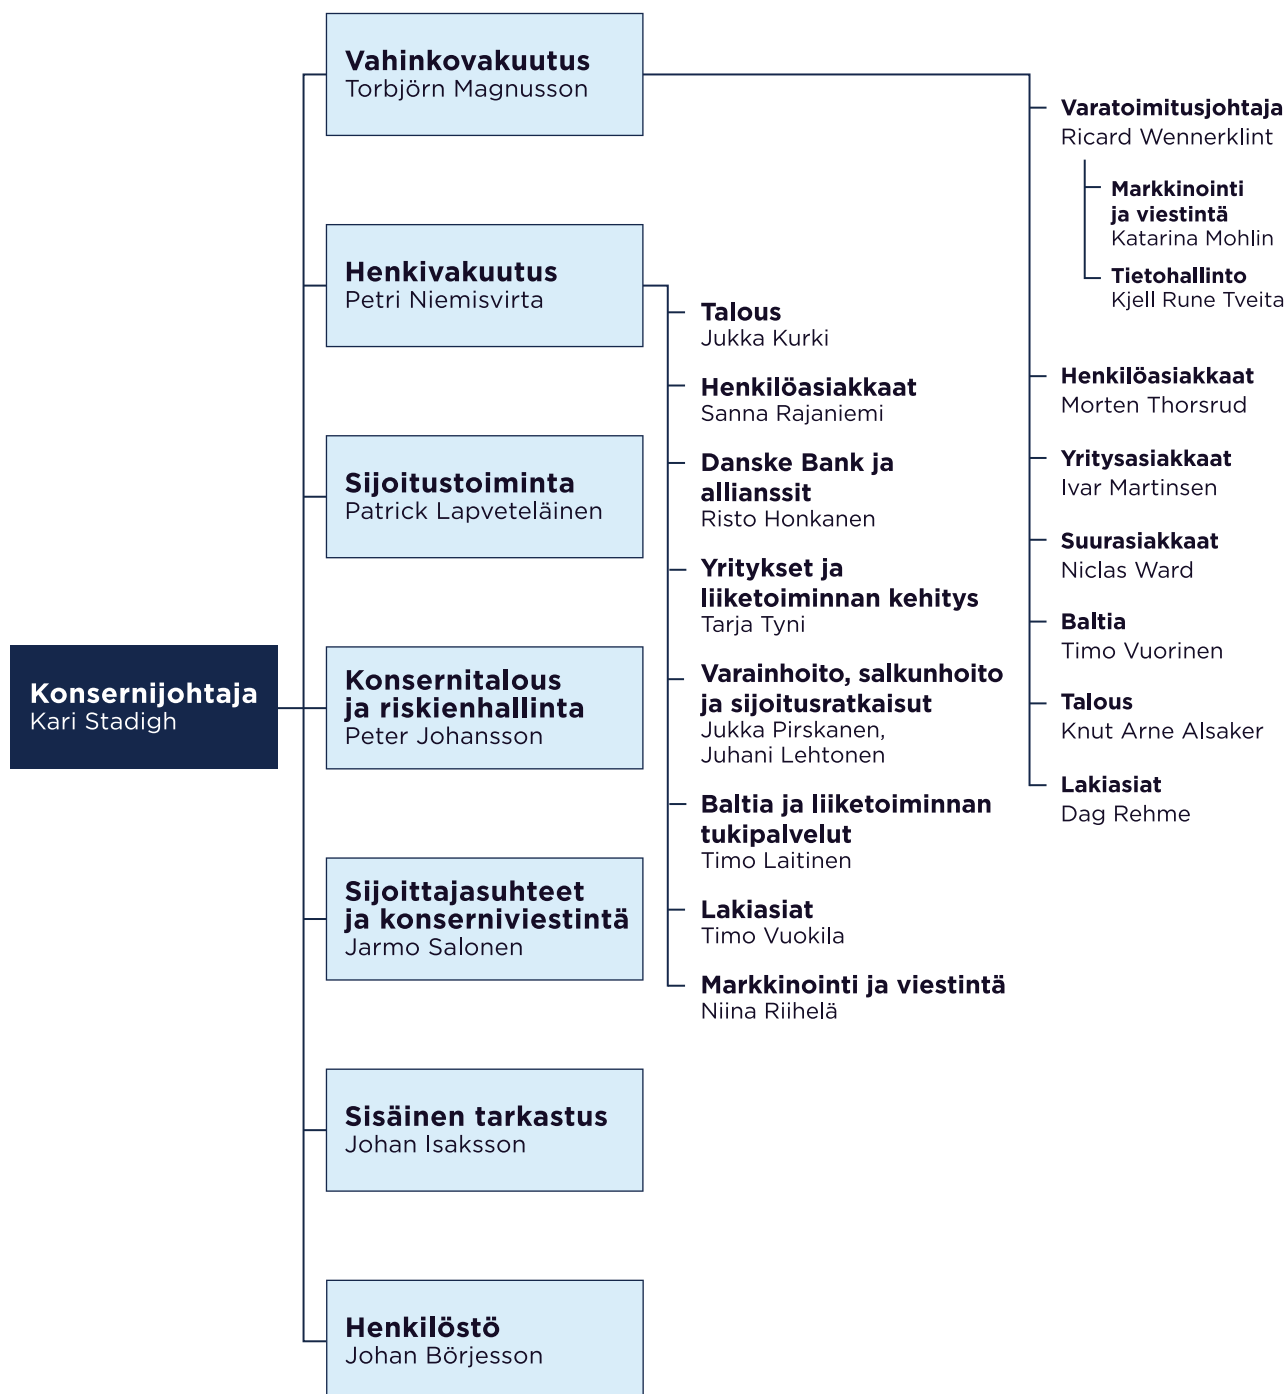 Konsernijohtaja
Kari Stadigh
Vahinkovakuutus
Torbjörn Magnusson
Henkivakuutus
Petri Niemisvirta
Sijoitustoiminta
Patrick Lapveteläinen
Konsernitalous
ja riskienhallinta
Peter Johansson
Sijoittajasuhteet
ja konserniviestintä
Jarmo Salonen
Sisäinen tarkastus
Johan Isaksson
Henkilöstö
Johan Börjesson
Talous
Jukka Kurki
Henkilöasiakkaat
Sanna Rajaniemi
Danske Bank ja
allianssit
Risto Honkanen
Yritykset ja
liiketoiminnan kehitys
Tarja Tyni
Varainhoito, salkunhoito
ja sijoitusratkaisut
Jukka Pirskanen,
Juhani Lehtonen
Baltia ja liiketoiminnan
tukipalvelut
Timo Laitinen
Lakiasiat
Timo Vuokila
Markkinointi ja viestintä
Niina Riihelä
Varatoimitusjohtaja
Ricard Wennerklint
Markkinointi
ja viestintä
Katarina Mohlin
Tietohallinto
Kjell Rune Tveita
Henkilöasiakkaat
Morten Thorsrud
Yritysasiakkaat
Ivar Martinsen
Suurasiakkaat
Niclas Ward
Baltia
Timo Vuorinen
Talous
Knut Arne Alsaker
Lakiasiat
Dag Rehme